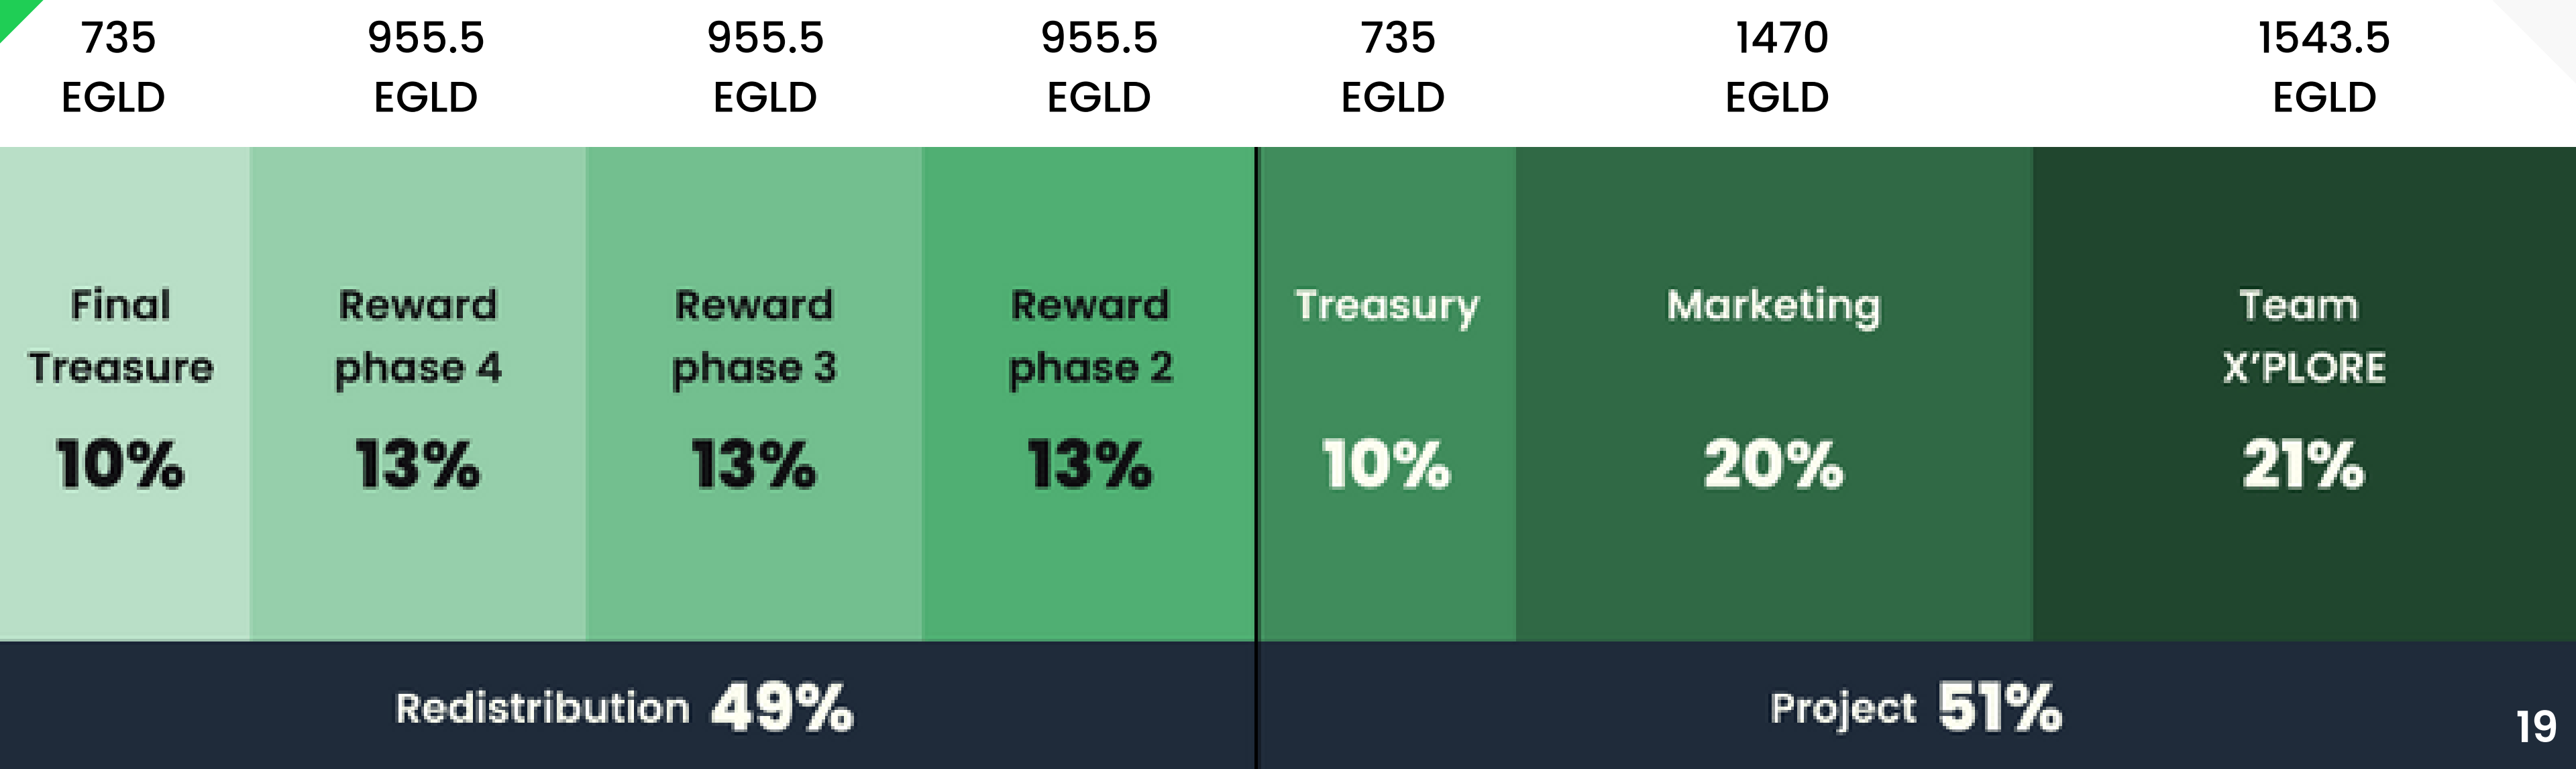 735
EGLD
955.5
EGLD
955.5
EGLD
955.5
EGLD
735
EGLD
1470
EGLD
1543.5
EGLD
Final
Treasure
10%
Reward
phase 4
13%
Reward
phase 3
13%
Reward
phase 2
13%
Treasury
10%
Marketing
20%
Team
X'PLORE
21%
Redistribution 49%
Project 51%
19